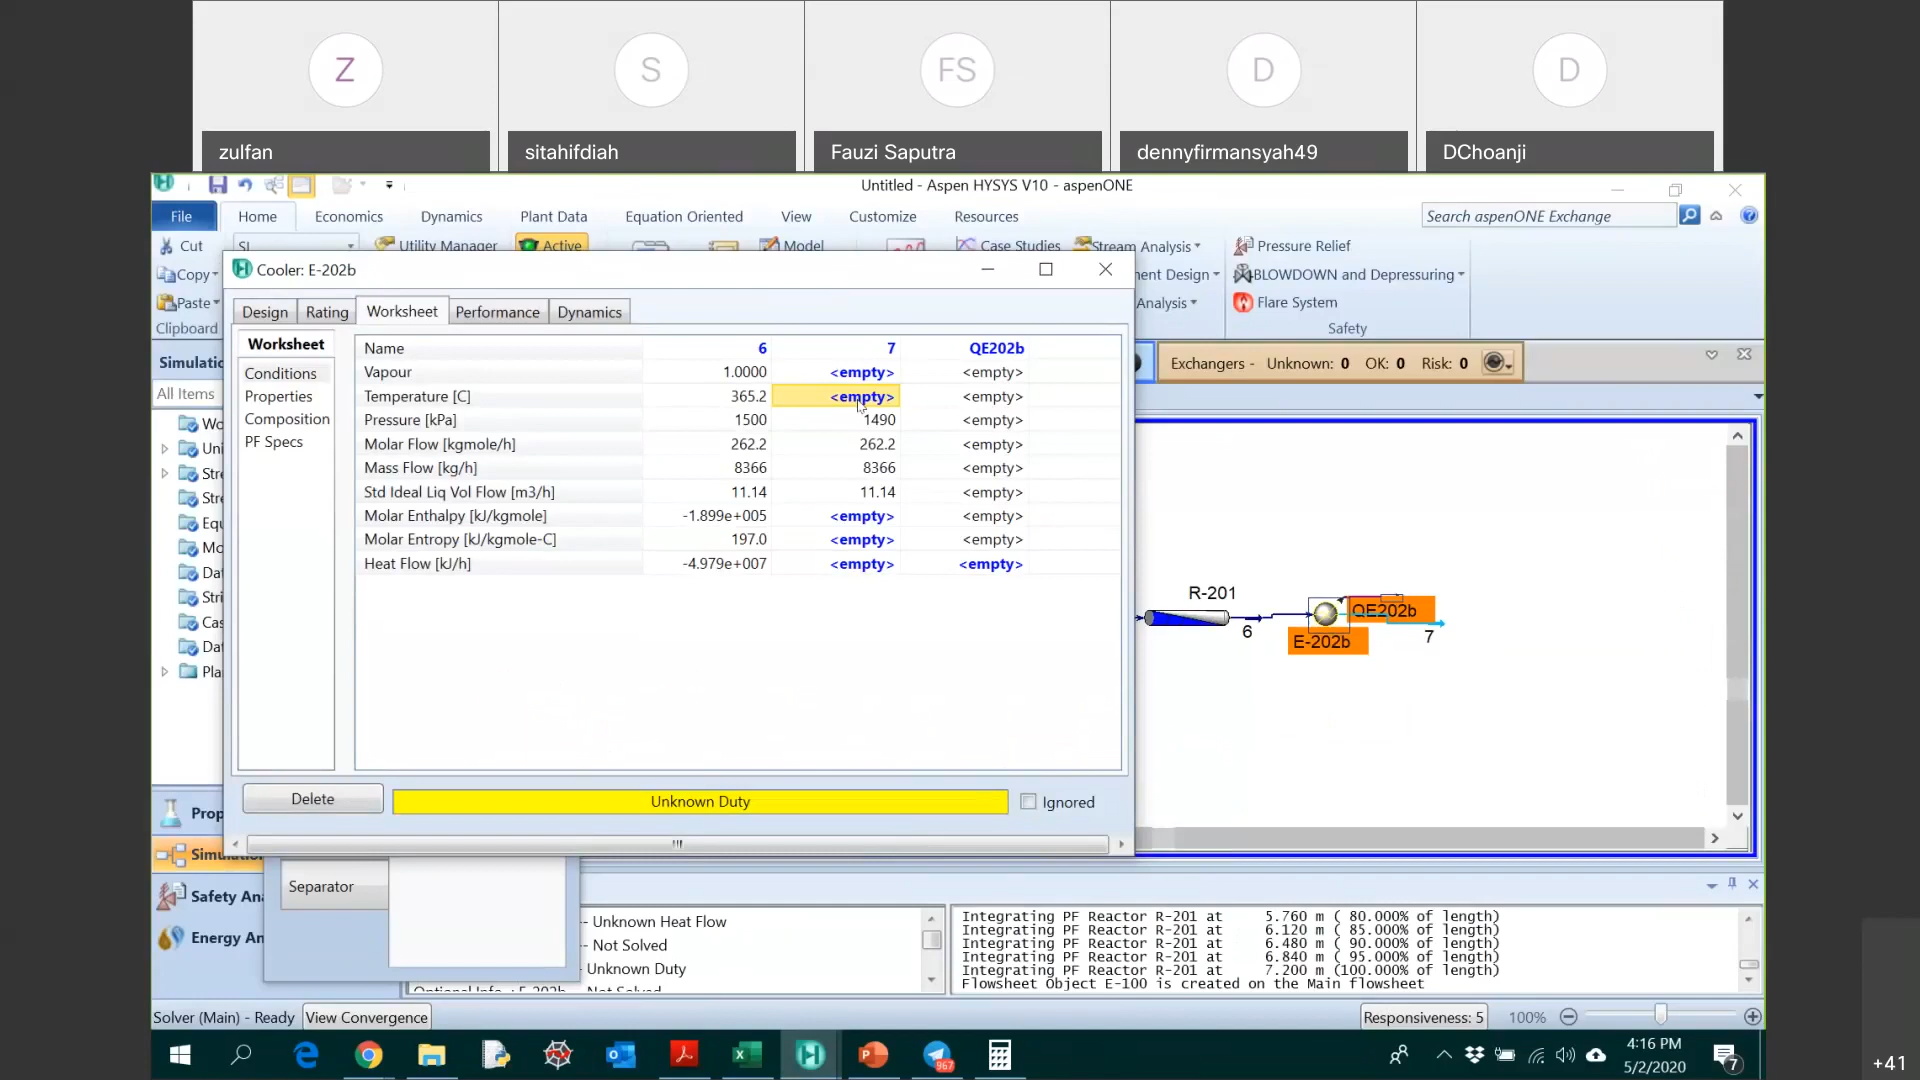 Z S FS D D
zulfan sitahifdiah Fauzi Saputra dennyfirmansyah49 DChoanji
Untitled - Aspen HYSYS V10 - aspenONE
File Home Economics Dynamics Plant Data Equation Oriented View Customize Resources Search aspenONE Exchange
Cut SI Utility Manager Active Model Case Studies Stream Analysis Pressure Relief
Copy BLOWDOWN and Depressuring
Paste Analysis Flare System
Clipboard Safety
Cooler: E-202b
Design Rating Worksheet Performance Dynamics
Worksheet
Conditions
Properties
Composition
PF Specs
Name 6 7 QE202b
Vapour 1.0000 <empty> <empty>
Temperature [C] 365.2 <empty> <empty>
Pressure [kPa] 1500 1490 <empty>
Molar Flow [kgmole/h] 262.2 262.2 <empty>
Mass Flow [kg/h] 8366 8366 <empty>
Std Ideal Liq Vol Flow [m3/h] 11.14 11.14 <empty>
Molar Enthalpy [kJ/kgmole] -1.899e+005 <empty> <empty>
Molar Entropy [kJ/kgmole-C] 197.0 <empty> <empty>
Heat Flow [kJ/h] -4.979e+007 <empty> <empty>
Delete Unknown Duty Ignored
Exchangers - Unknown: 0 OK: 0 Risk: 0
All Items
R-201
6
QE202b
E-202b
7
Separator
- Unknown Heat Flow
- Not Solved
Unknown Duty
Integrating PF Reactor R-201 at 5.760 m ( 80.000% of length)
Integrating PF Reactor R-201 at 6.120 m ( 85.000% of length)
Integrating PF Reactor R-201 at 6.480 m ( 90.000% of length)
Integrating PF Reactor R-201 at 6.840 m ( 95.000% of length)
Integrating PF Reactor R-201 at 7.200 m (100.000% of length)
Flowsheet Object E-100 is created on the Main flowsheet
Solver (Main) - Ready View Convergence Responsiveness: 5 100%
967
4:16 PM
5/2/2020
7
+41